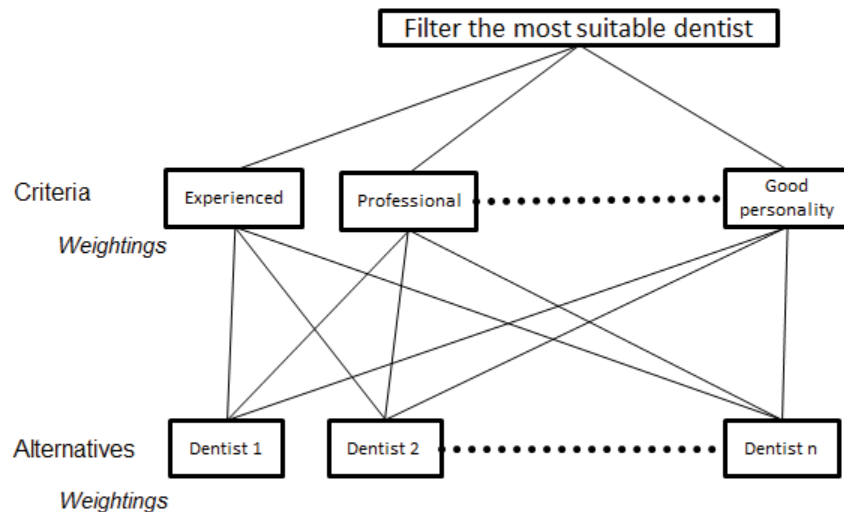 Filter the most suitable dentist
Criteria
Experienced
Professional
Good
personality
Weightings
Alternatives
Dentist 1
Dentist 2
Dentist n
Weightings